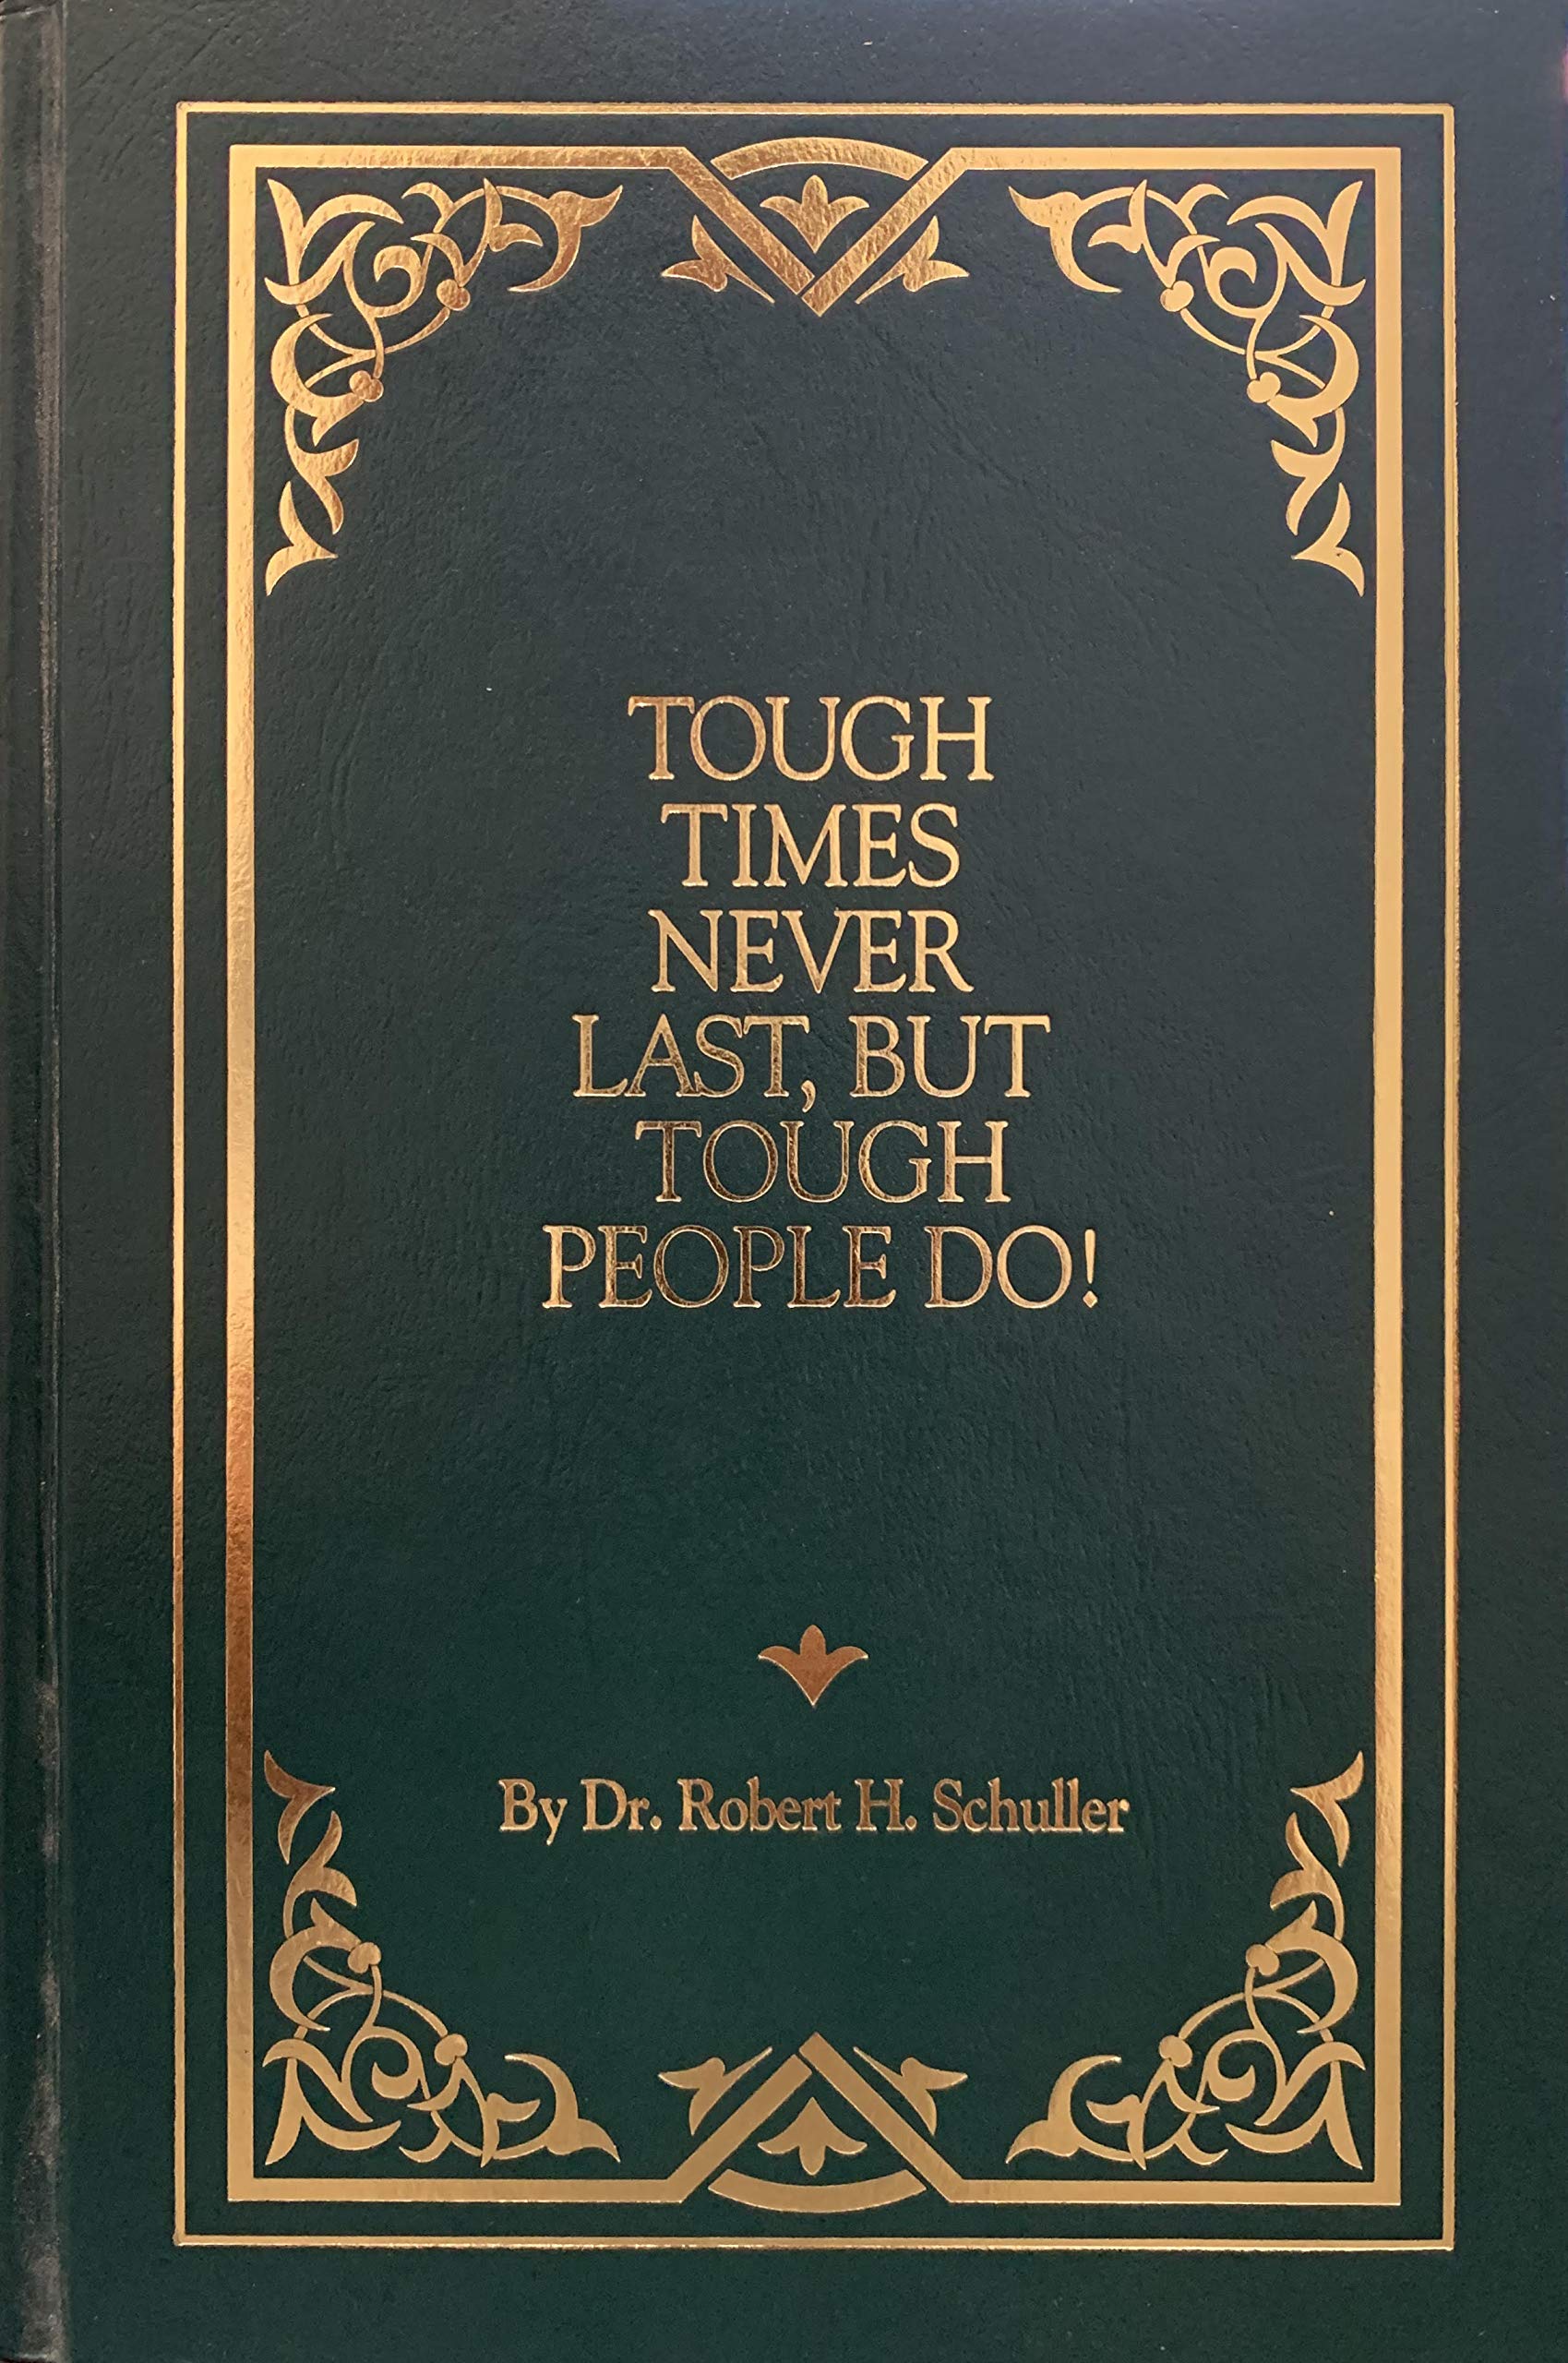 TOUGH
TIMES
NEVER
LAST, BUT
TOUGH
PEOPLE DO!
By Dr. Robert H. Schuller